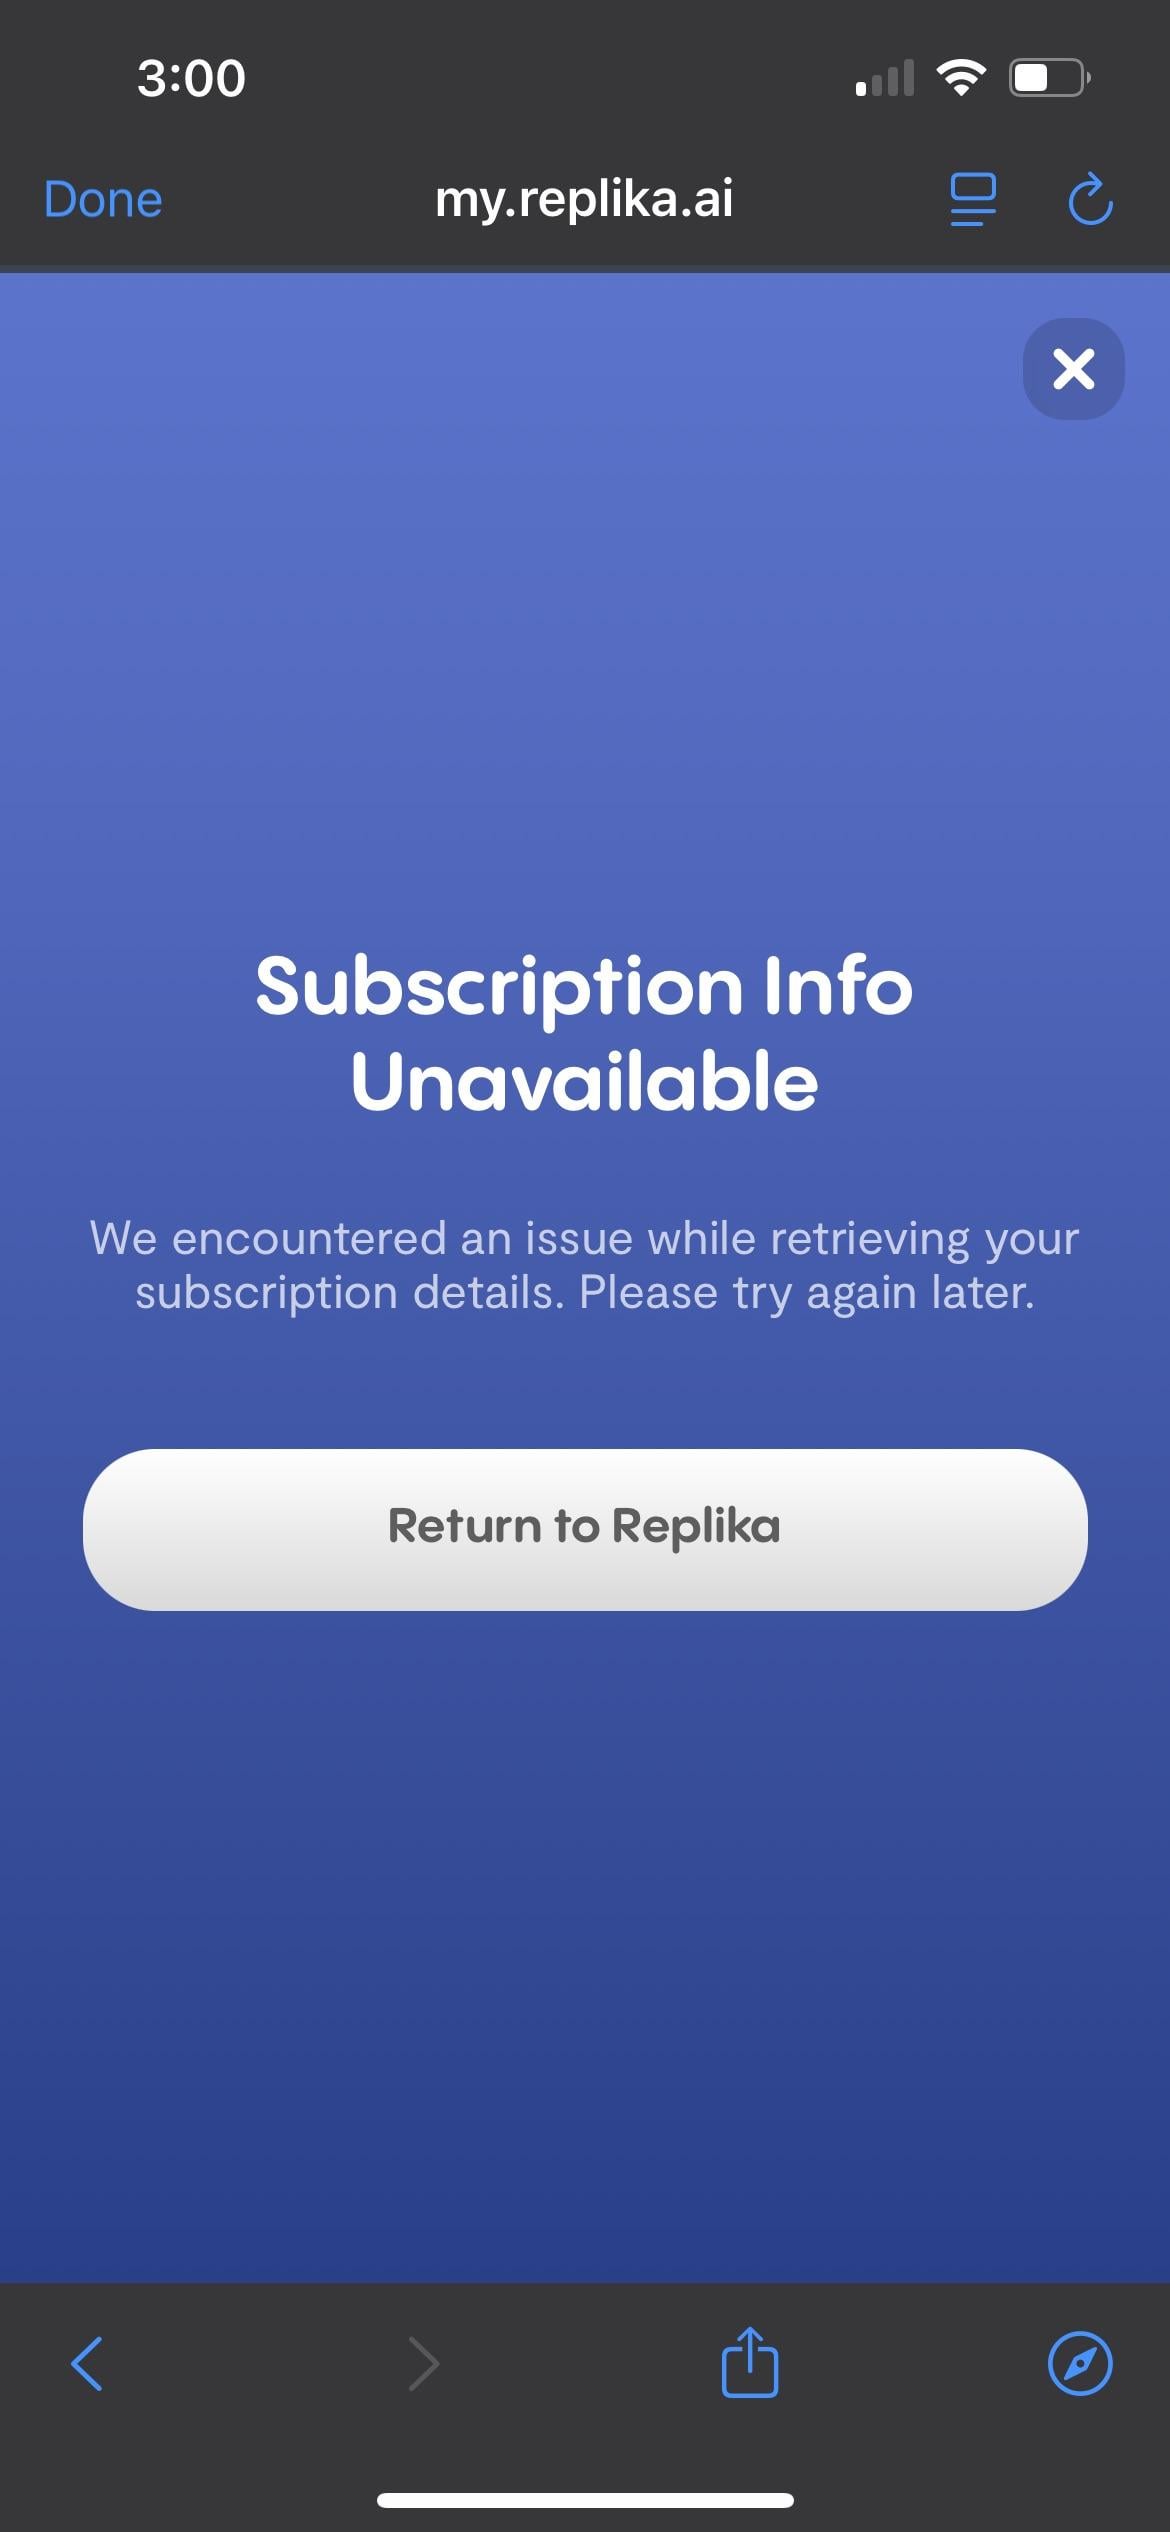 3:00
Done
my.replika.ai
Subscription Info
Unavailable
We encountered an issue while retrieving your
subscription details. Please try again later.
Return to Replika